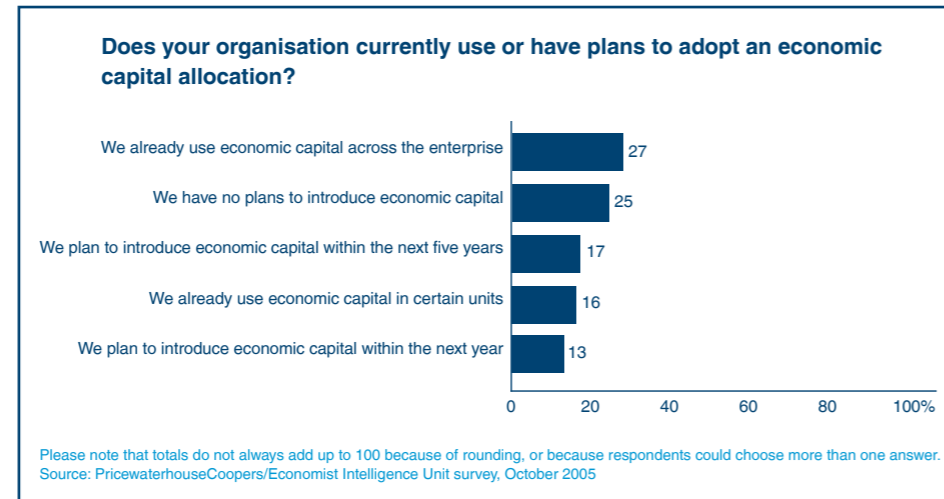 Does your organisation currently use or have plans to adopt an economic
capital allocation?
We already use economic capital across the enterprise 27
We have no plans to introduce economic capital 25
We plan to introduce economic capital within the next five years 17
We already use economic capital in certain units 16
We plan to introduce economic capital within the next year 13
0 20 40 60 80 100%
Please note that totals do not always add up to 100 because of rounding, or because respondents could choose more than one answer.
Source: PricewaterhouseCoopers/Economist Intelligence Unit survey, October 2005